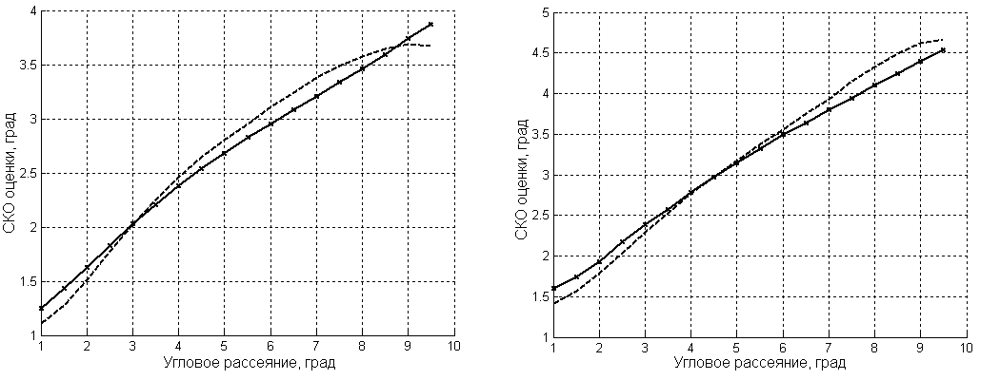 4
3.5
3
2.5
2
1.5
1
СКО оценки, град
1 2 3 4 5 6 7 8 9 10
Угловое рассеяние, град
5
4.5
4
3.5
3
2.5
2
1.5
1
СКО оценки, град
1 2 3 4 5 6 7 8 9 10
Угловое рассеяние, град